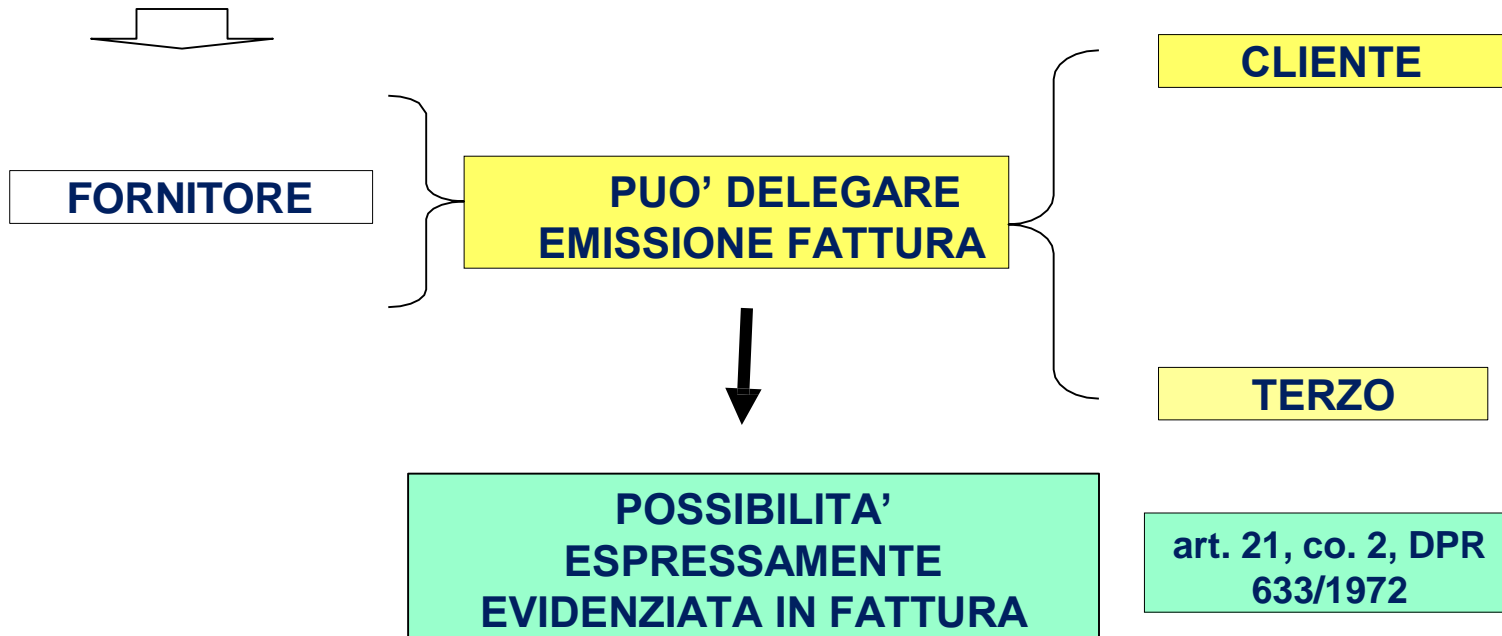 CLIENTE
FORNITORE
PUO’ DELEGARE
EMISSIONE FATTURA
TERZO
POSSIBILITA’
ESPRESSAMENTE
EVIDENZIATA IN FATTURA
art. 21, co. 2, DPR
633/1972